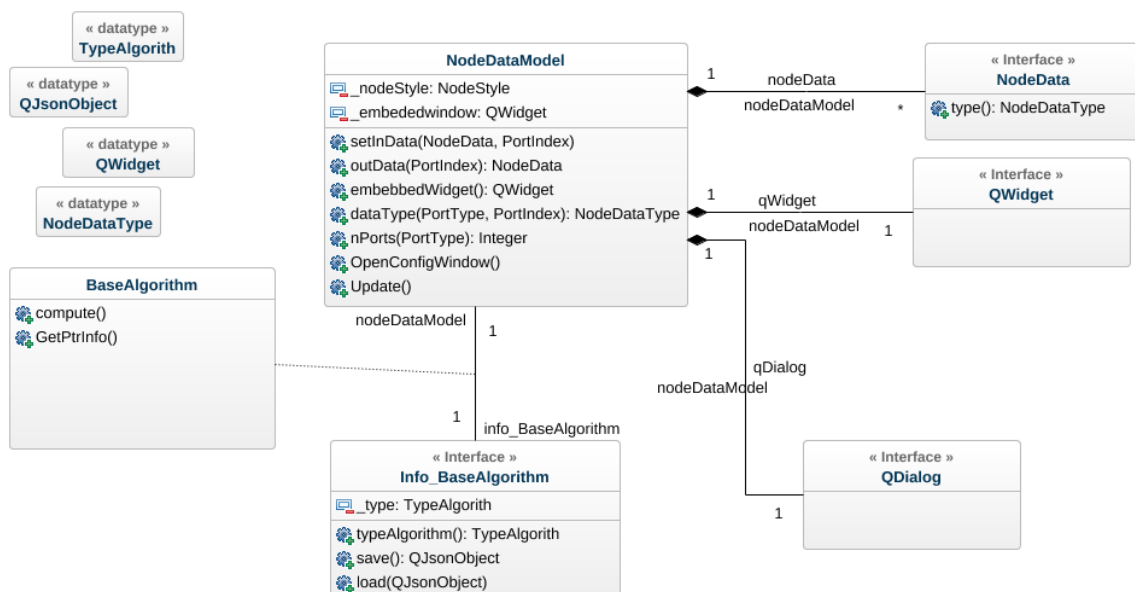 « datatype »
TypeAlgorith
« datatype »
QJsonObject
« datatype »
QWidget
« datatype »
NodeDataType
BaseAlgorithm
compute()
GetPtrInfo()
NodeDataModel
_nodeStyle: NodeStyle
_embededwindow: QWidget
setInData(NodeData, PortIndex)
outData(PortIndex): NodeData
embebbedWidget(): QWidget
dataType(PortType, PortIndex): NodeDataType
nPorts(PortType): Integer
OpenConfigWindow()
Update()
1
nodeData
nodeDataModel
*
« Interface »
NodeData
type(): NodeDataType
1
qWidget
nodeDataModel
1
« Interface »
QWidget
1
qDialog
nodeDataModel
1
« Interface »
QDialog
nodeDataModel
1
1
info_BaseAlgorithm
« Interface »
Info_BaseAlgorithm
_type: TypeAlgorith
typeAlgorithm(): TypeAlgorith
save(): QJsonObject
load(QJsonObject)